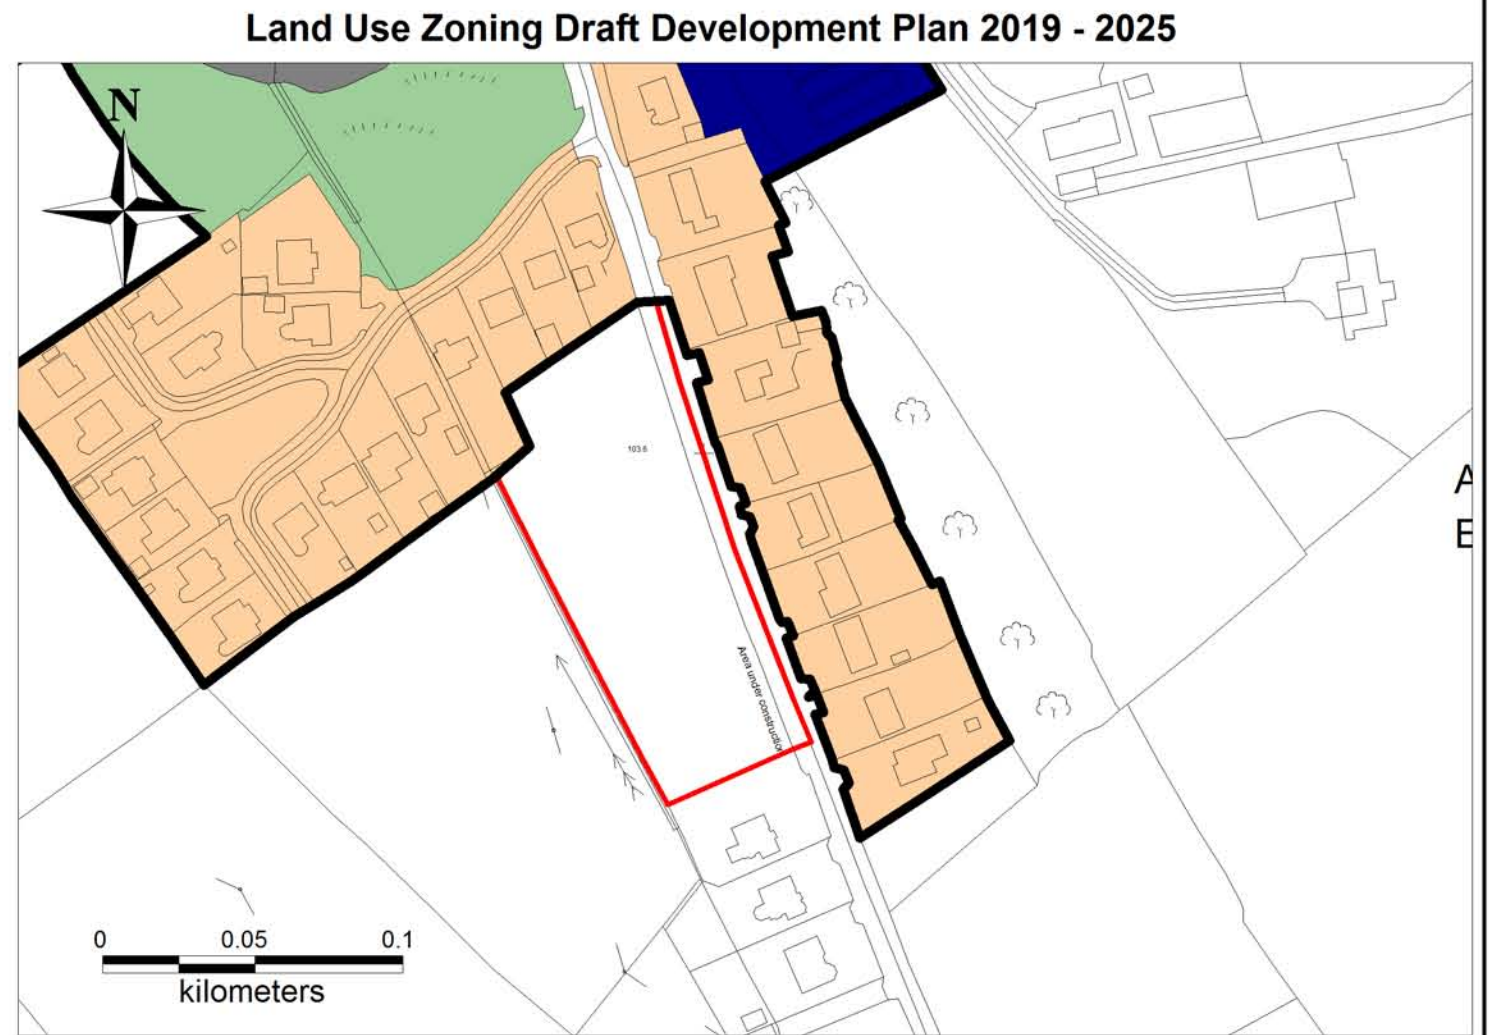 Land Use Zoning Draft Development Plan 2019 - 2025
N
103.6
A
E
Area under construction
0 0.05 0.1
kilometers